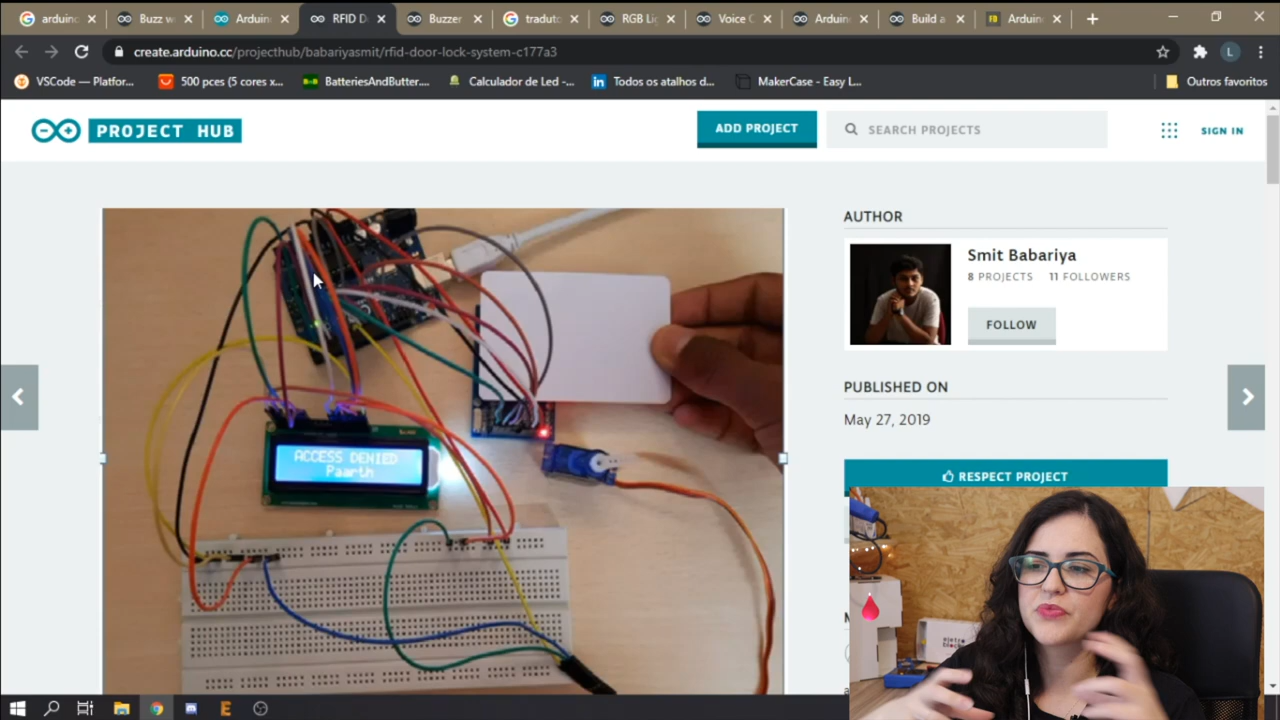 arduino
Buzz w
Arduin
RFID D
Buzzer
traduto
RGB Li
Voice C
Arduin
Build a
Arduin
create.arduino.cc/projecthub/babariyasmit/rfid-door-lock-system-c177a3
L
VSCode — Platfor...
500 pces (5 cores x...
BatteriesAndButter....
Calculador de Led -...
Todos os atalhos d...
MakerCase - Easy L...
Outros favoritos
PROJECT HUB
ADD PROJECT
SEARCH PROJECTS
SIGN IN
AUTHOR
Smit Babariya
8 PROJECTS 11 FOLLOWERS
FOLLOW
PUBLISHED ON
May 27, 2019
RESPECT PROJECT
ACCESS DENIED
Paarth